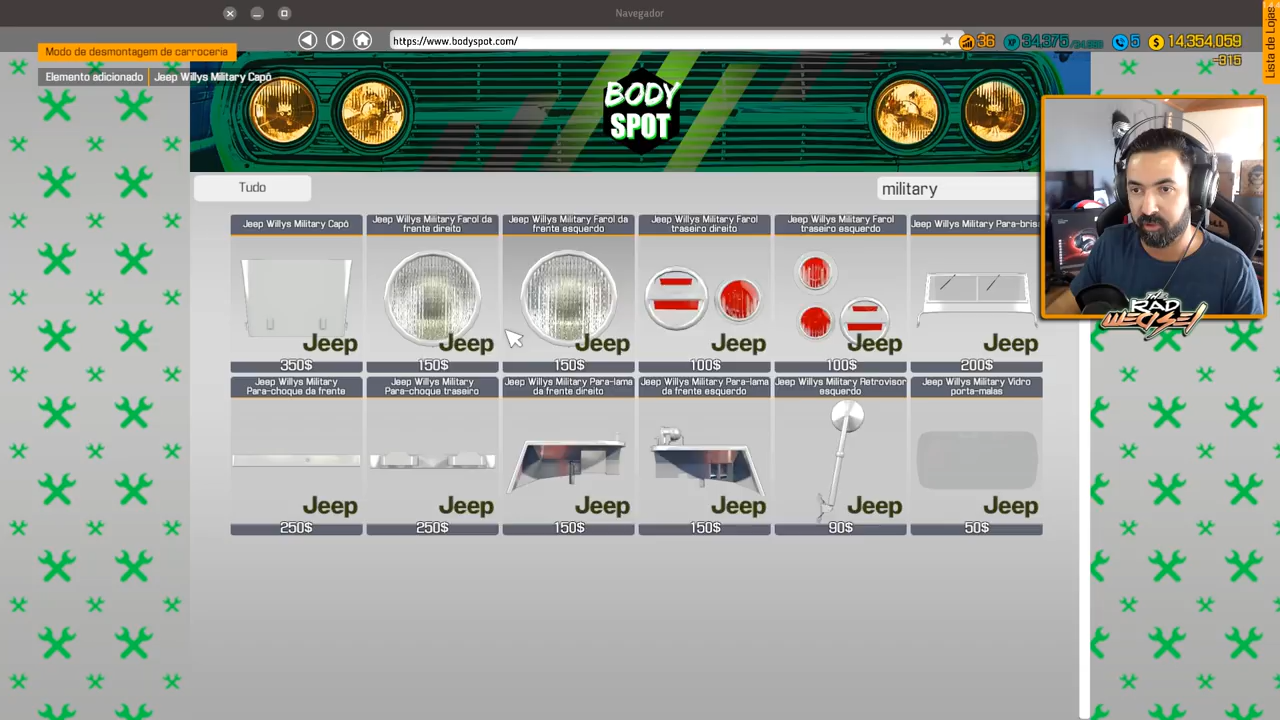 Navegador
https://www.bodyspot.com/
36
5
14,354,059
-315
Lista de Lojas
Modo de desmontagem de carroceria
Elemento adicionado
Jeep Willys Military Capô
BODY
SPOT
Tudo
military
Jeep Willys Military Capô
Jeep
350$
Jeep Willys Military Farol da
frente direito
Jeep
150$
Jeep Willys Military Farol da
frente esquerdo
Jeep
150$
Jeep Willys Military Farol
traseiro direito
Jeep
100$
Jeep Willys Military Farol
traseiro esquerdo
Jeep
100$
Jeep Willys Military Para-bris
Jeep
200$
THE
RAD
Jeep Willys Military
Para-choque da frente
Jeep
250$
Jeep Willys Military
Para-choque traseiro
Jeep
250$
Jeep Willys Military Para-lama
da frente direito
Jeep
150$
Jeep Willys Military Para-lama
da frente esquerdo
Jeep
150$
Jeep Willys Military Retrovisor
esquerdo
Jeep
90$
Jeep Willys Military Vidro
porta-malas
Jeep
50$